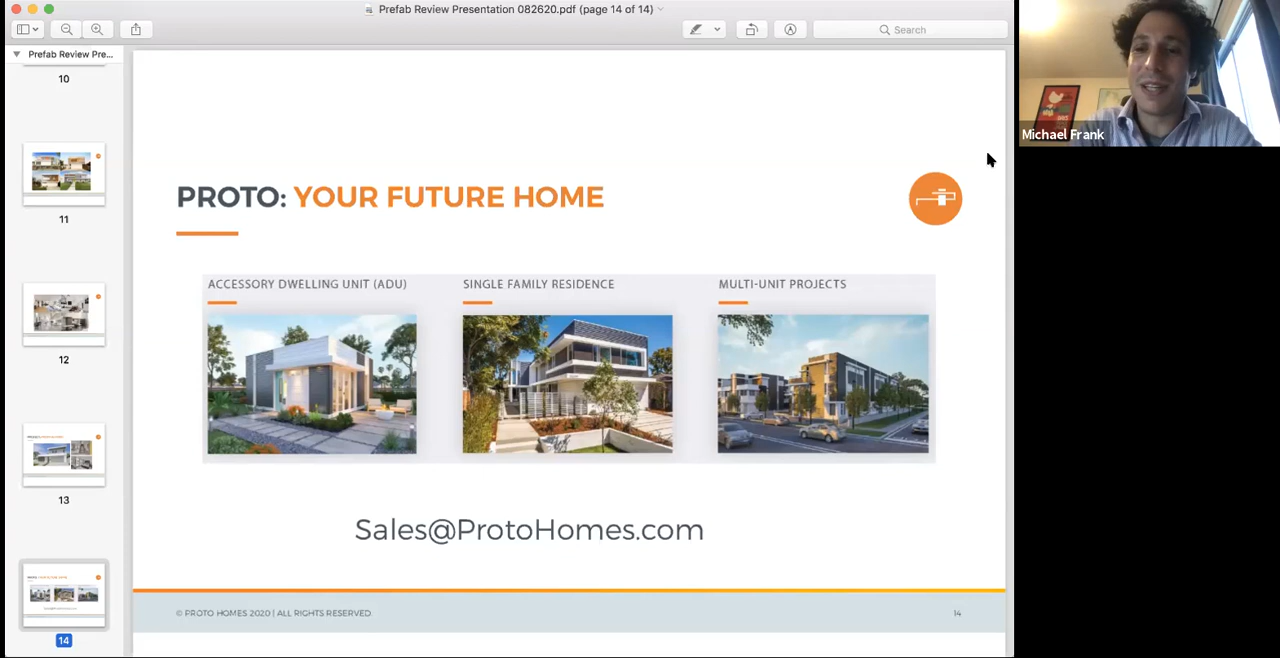 Prefab Review Presentation 082620.pdf (page 14 of 14)
Search
Prefab Review Pre...
10
11
12
13
14
PROTO: YOUR FUTURE HOME
ACCESSORY DWELLING UNIT (ADU)
SINGLE FAMILY RESIDENCE
MULTI-UNIT PROJECTS
Sales@ProtoHomes.com
© PROTO HOMES 2020 | ALL RIGHTS RESERVED.
14
Michael Frank